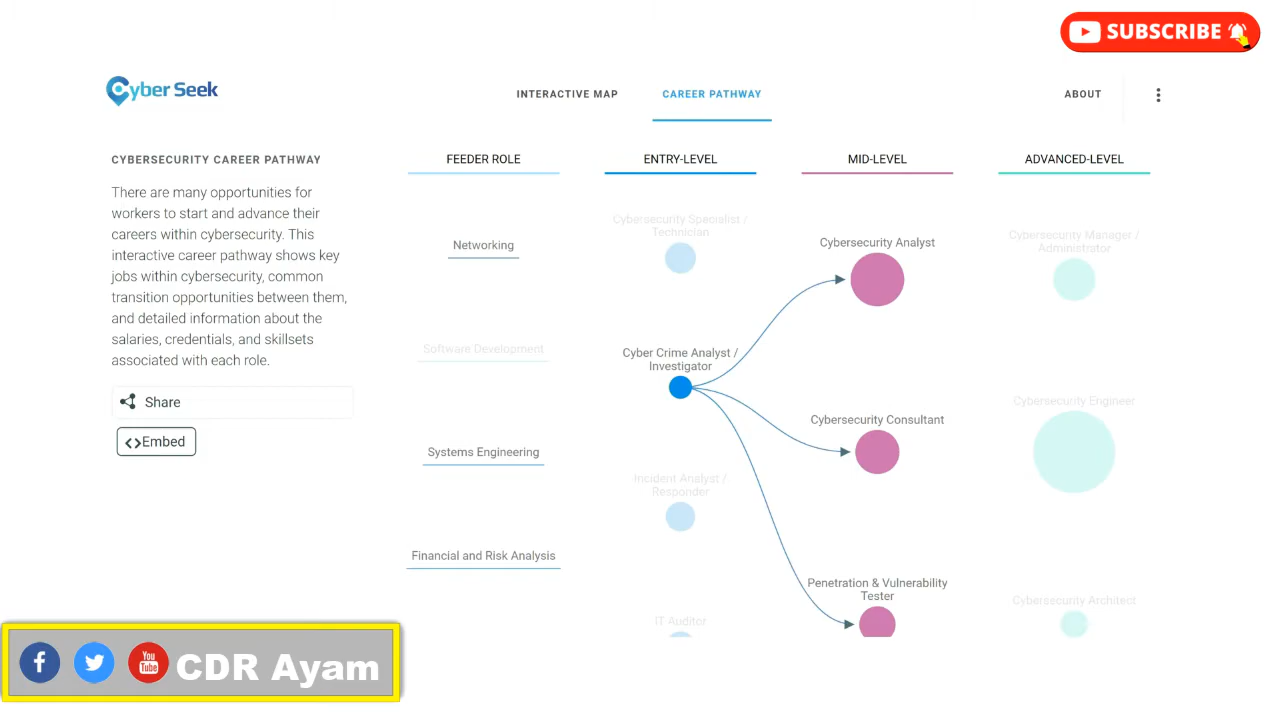 SUBSCRIBE
Cyber Seek
INTERACTIVE MAP
CAREER PATHWAY
ABOUT
CYBERSECURITY CAREER PATHWAY
There are many opportunities for
workers to start and advance their
careers within cybersecurity. This
interactive career pathway shows key
jobs within cybersecurity, common
transition opportunities between them,
and detailed information about the
salaries, credentials, and skillsets
associated with each role.
Share
<>Embed
FEEDER ROLE
Networking
Software Development
Systems Engineering
Financial and Risk Analysis
ENTRY-LEVEL
Cybersecurity Specialist /
Technician
Cyber Crime Analyst /
Investigator
Incident Analyst /
Responder
IT Auditor
MID-LEVEL
Cybersecurity Analyst
Cybersecurity Consultant
Penetration & Vulnerability
Tester
ADVANCED-LEVEL
Cybersecurity Manager /
Administrator
Cybersecurity Engineer
Cybersecurity Architect
You
Tube
CDR Ayam